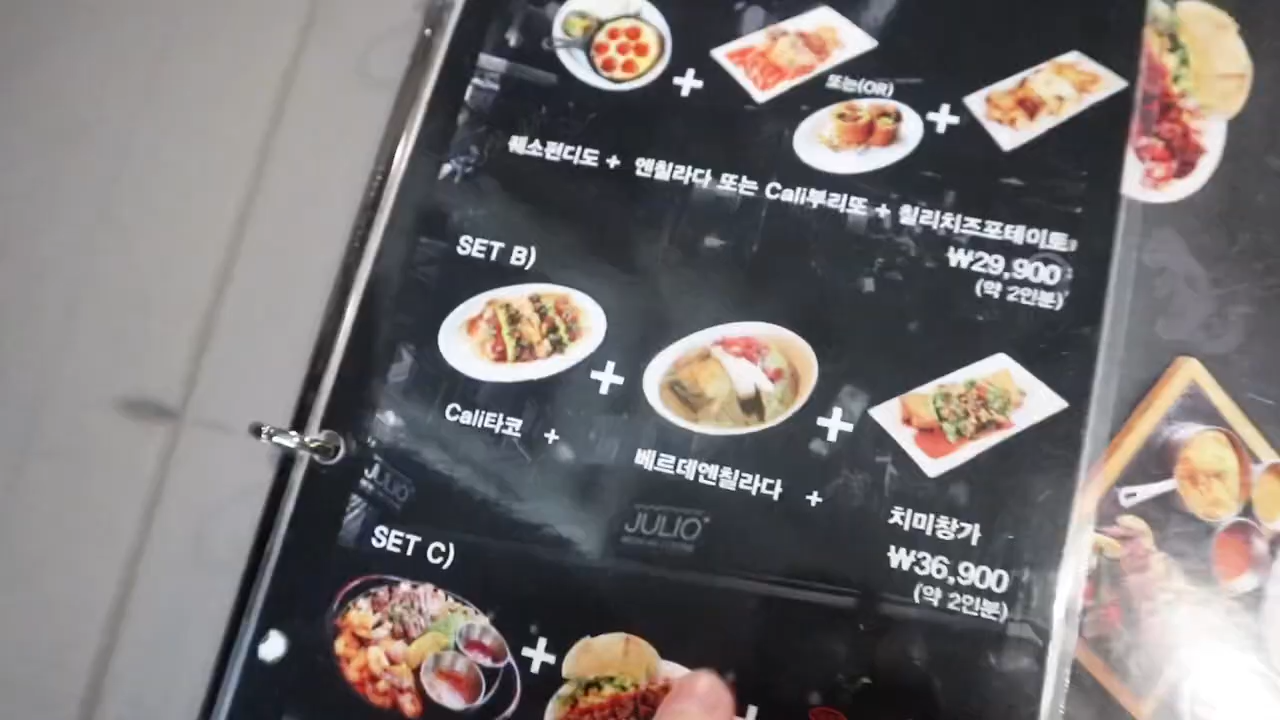 또는(OR)
퀘소펀디도 + 엔칠라다 또는 Cali부리또 + 칠리치즈포테이토
₩29,900
(약 2인분)
SET B)
Cali타코 +
베르데엔칠라다 +
치미창가
₩36,900
(약 2인분)
JULIO
JULIO
SET C)